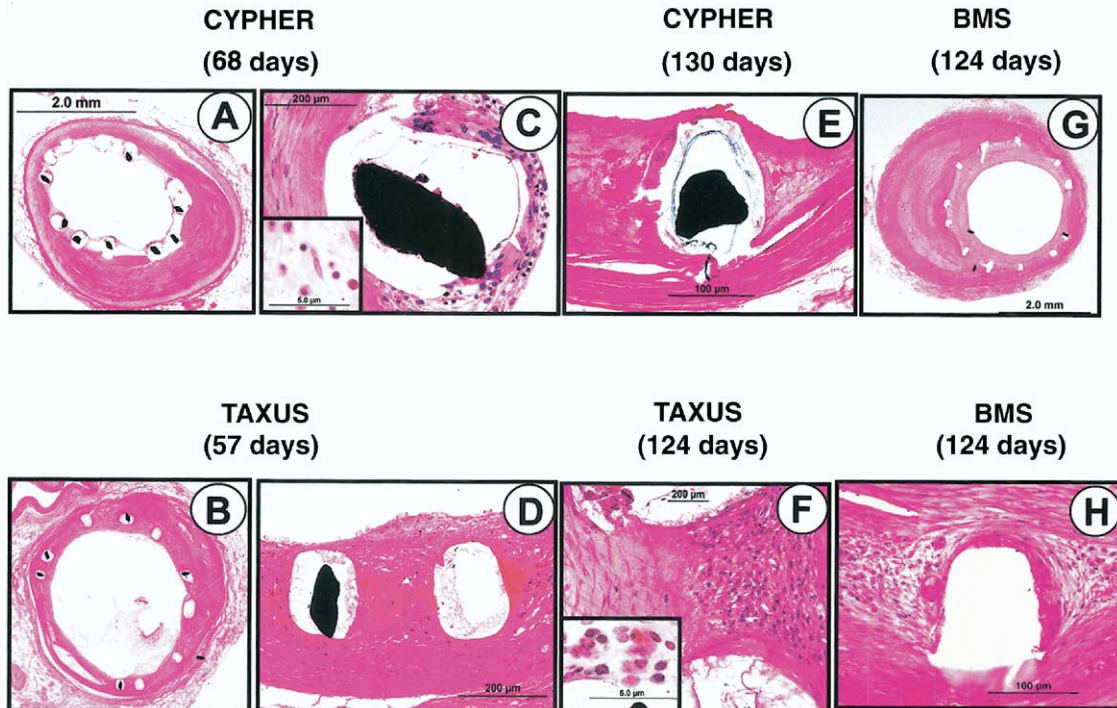 CYPHER
(68 days)
CYPHER
(130 days)
BMS
(124 days)
2.0 mm
A
200 µm
C
5.0 µm
E
100 µm
G
2.0 mm
TAXUS
(57 days)
TAXUS
(124 days)
BMS
(124 days)
B
D
200 µm
200 µm
F
5.0 µm
H
100 µm